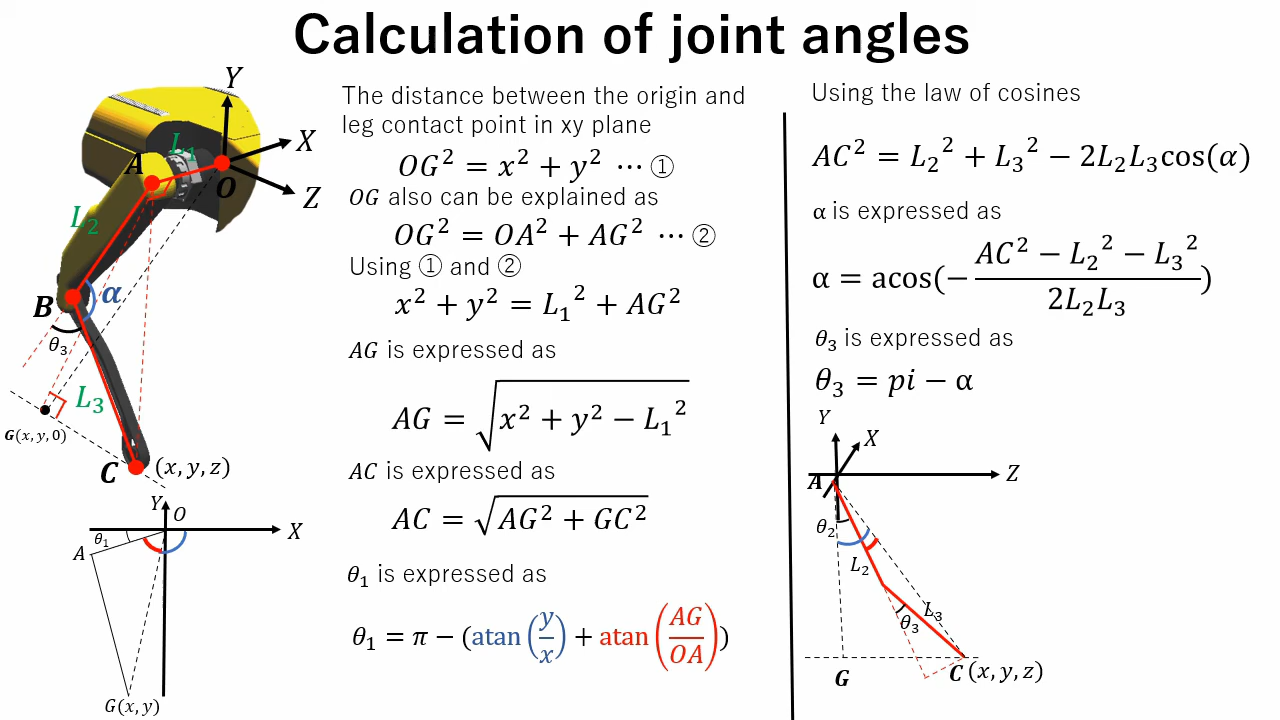 Calculation of joint angles
Y
X
Z
O
A
L₁
L₂
B
α
θ₃
L₃
G(x, y, 0)
C
(x, y, z)
Y
O
X
θ₁
A
G(x, y)
The distance between the origin and
leg contact point in xy plane
OG² = x² + y² ⋯ ①
OG also can be explained as
OG² = OA² + AG² ⋯ ②
Using ① and ②
x² + y² = L₁² + AG²
AG is expressed as
AG = √(x² + y² − L₁²)
AC is expressed as
AC = √(AG² + GC²)
θ₁ is expressed as
θ₁ = π − (atan(y/x) + atan(AG/OA))
Using the law of cosines
AC² = L₂² + L₃² − 2L₂L₃cos(α)
α is expressed as
α = acos(−(AC² − L₂² − L₃²)/(2L₂L₃))
θ₃ is expressed as
θ₃ = pi − α
Y
X
Z
A
θ₂
L₂
L₃
θ₃
G
C (x, y, z)